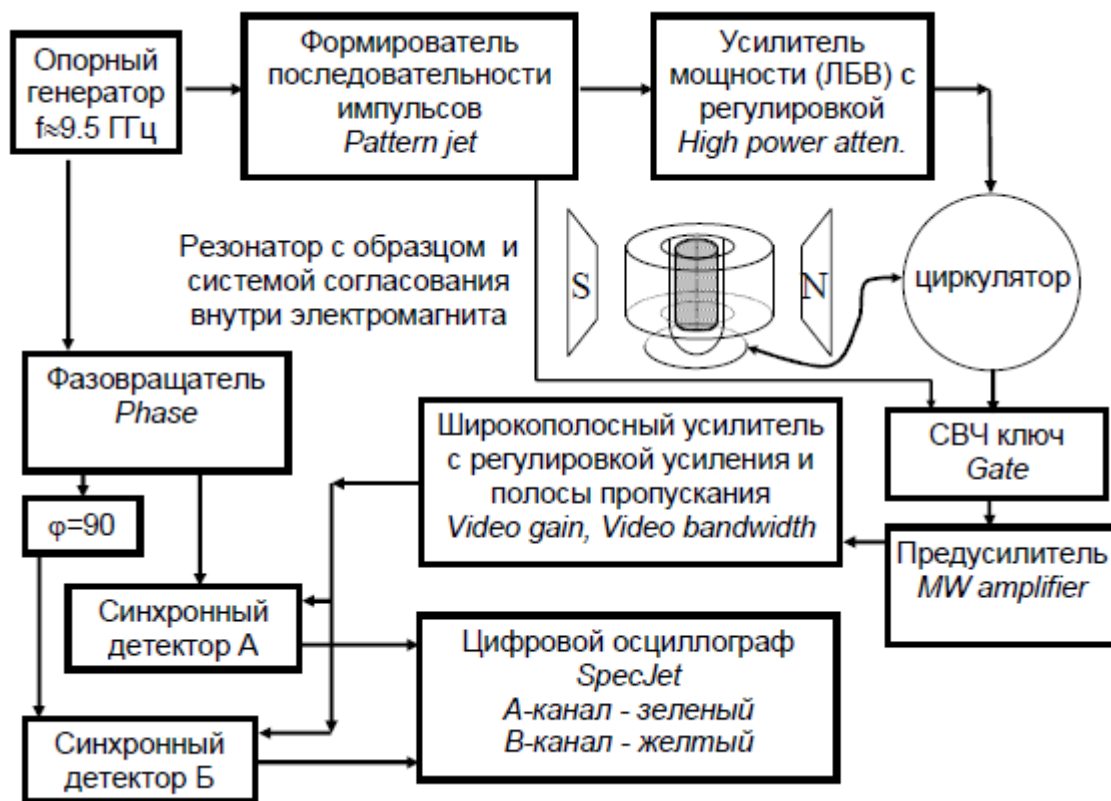 Опорный
генератор
f≈9.5 ГГц
Формирователь
последовательности
импульсов
Pattern jet
Усилитель
мощности (ЛБВ) с
регулировкой
High power atten.
Резонатор с образцом и
системой согласования
внутри электромагнита
S
N
циркулятор
Фазовращатель
Phase
Широкополосный усилитель
с регулировкой усиления и
полосы пропускания
Video gain, Video bandwidth
СВЧ ключ
Gate
φ=90
Предусилитель
MW amplifier
Синхронный
детектор А
Цифровой осциллограф
SpecJet
А-канал - зеленый
В-канал - желтый
Синхронный
детектор Б